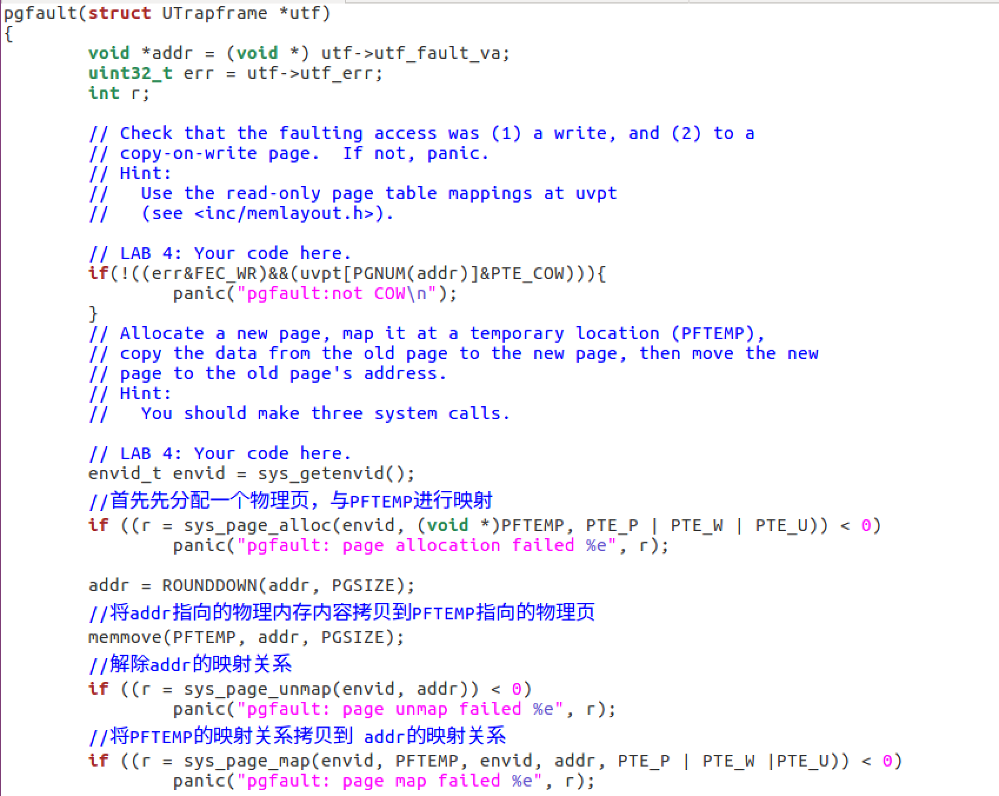 pgfault(struct UTrapframe *utf)
{
        void *addr = (void *) utf->utf_fault_va;
        uint32_t err = utf->utf_err;
        int r;

        // Check that the faulting access was (1) a write, and (2) to a
        // copy-on-write page.  If not, panic.
        // Hint:
        //   Use the read-only page table mappings at uvpt
        //   (see <inc/memlayout.h>).

        // LAB 4: Your code here.
        if(!((err&FEC_WR)&&(uvpt[PGNUM(addr)]&PTE_COW))){
                panic("pgfault:not COW\n");
        }
        // Allocate a new page, map it at a temporary location (PFTEMP),
        // copy the data from the old page to the new page, then move the new
        // page to the old page's address.
        // Hint:
        //   You should make three system calls.

        // LAB 4: Your code here.
        envid_t envid = sys_getenvid();
        //首先先分配一个物理页，与PFTEMP进行映射
        if ((r = sys_page_alloc(envid, (void *)PFTEMP, PTE_P | PTE_W | PTE_U)) < 0)
                panic("pgfault: page allocation failed %e", r);

        addr = ROUNDDOWN(addr, PGSIZE);
        //将addr指向的物理内存内容拷贝到PFTEMP指向的物理页
        memmove(PFTEMP, addr, PGSIZE);
        //解除addr的映射关系
        if ((r = sys_page_unmap(envid, addr)) < 0)
                panic("pgfault: page unmap failed %e", r);
        //将PFTEMP的映射关系拷贝到 addr的映射关系
        if ((r = sys_page_map(envid, PFTEMP, envid, addr, PTE_P | PTE_W |PTE_U)) < 0)
                panic("pgfault: page map failed %e", r);